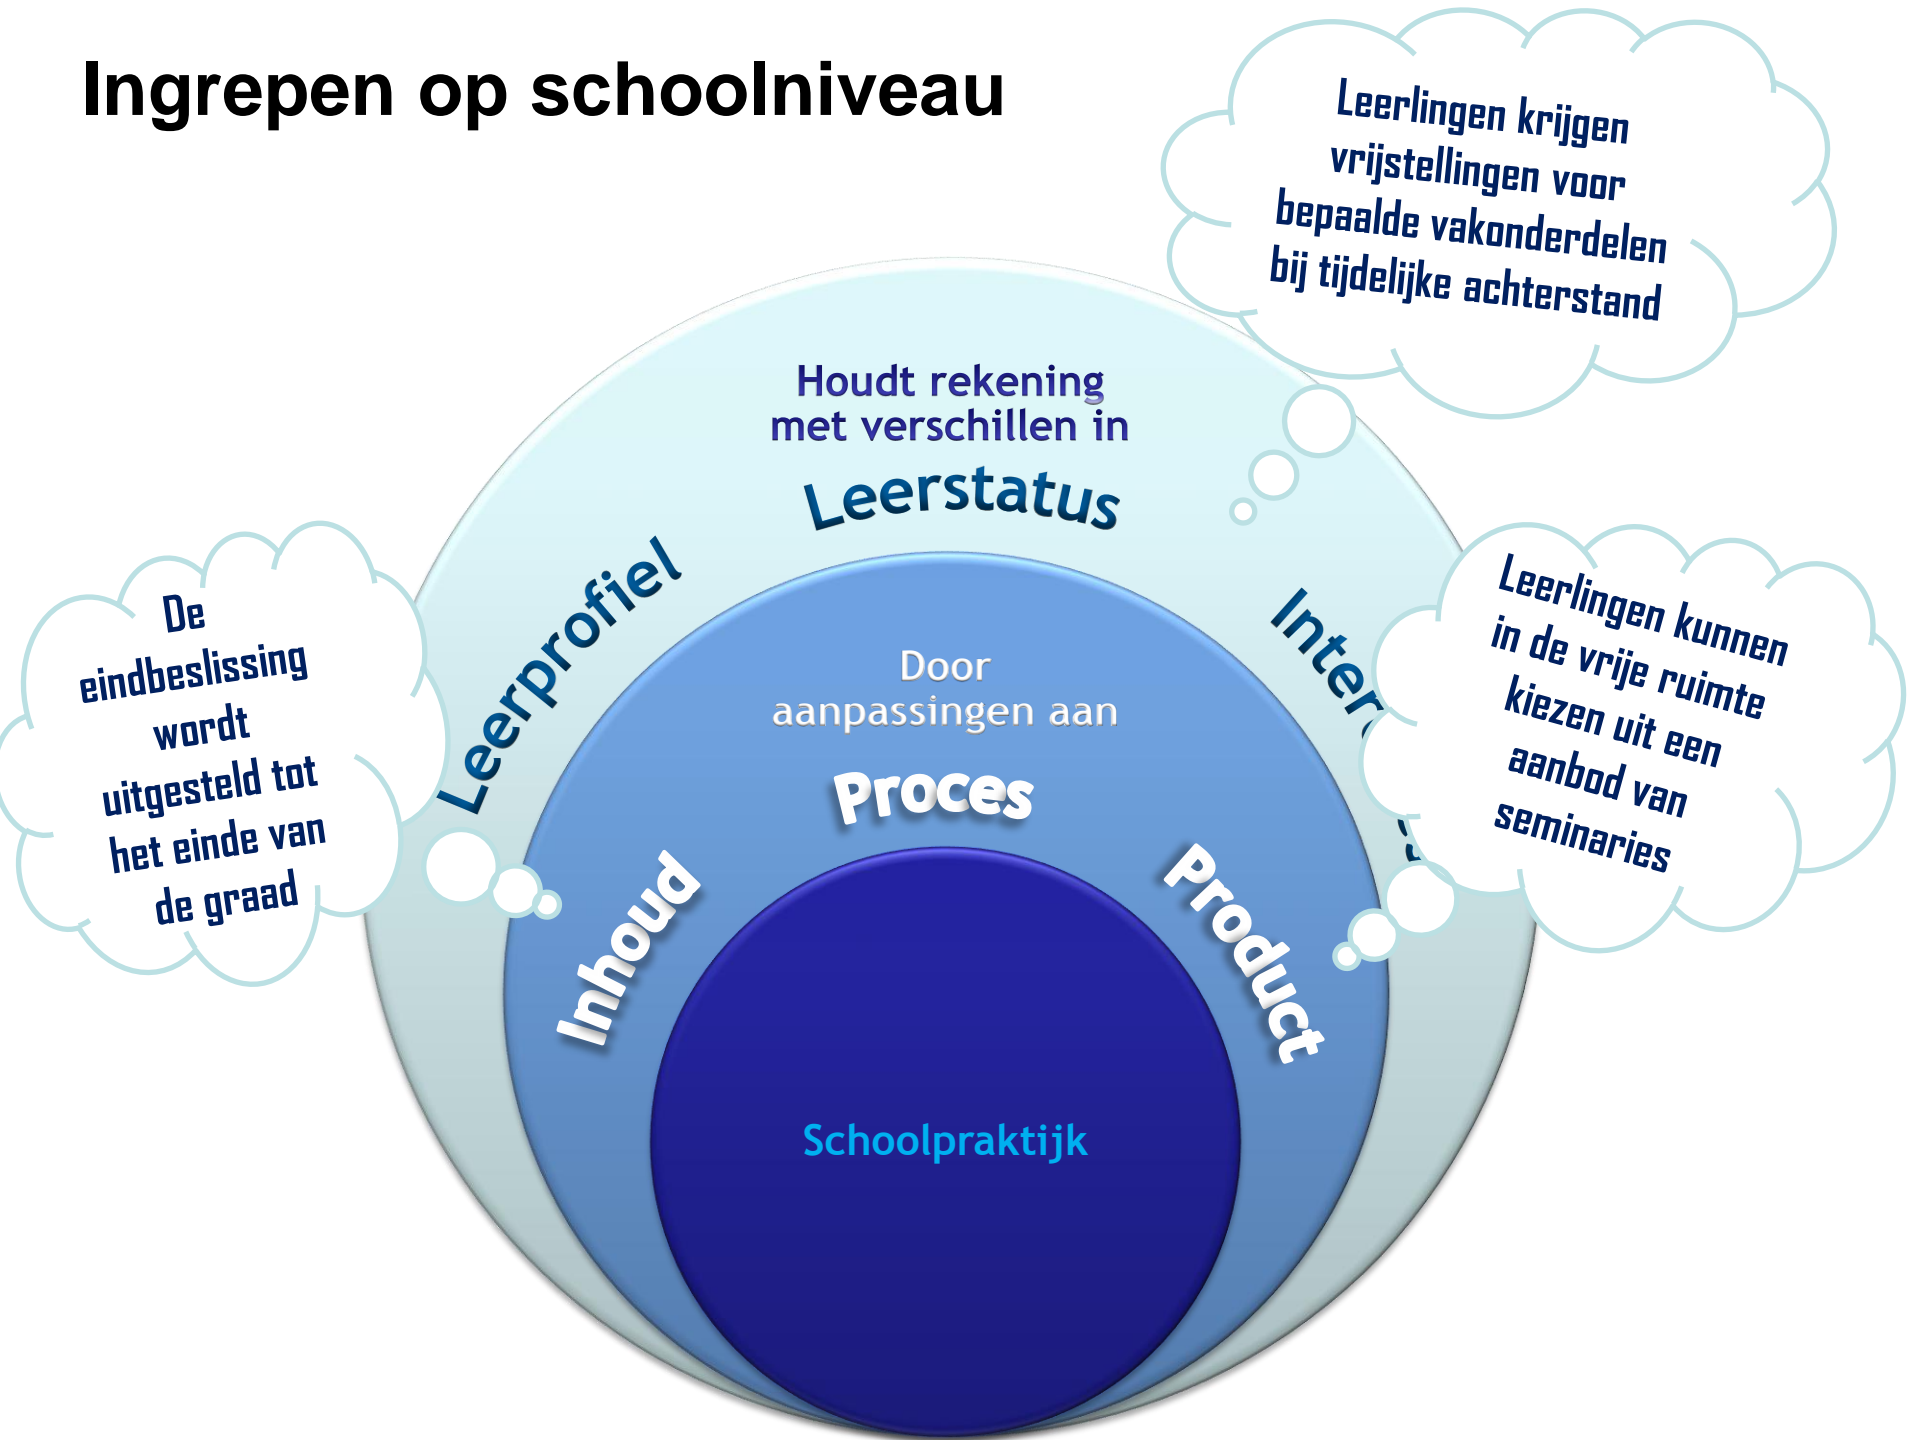 Ingrepen op schoolniveau
Leerlingen krijgen
vrijstellingen voor
bepaalde vakonderdelen
bij tijdelijke achterstand
Houdt rekening
met verschillen in
Leerstatus
Leerprofiel
De
eindbeslissing
wordt
uitgesteld tot
het einde van
de graad
Leerlingen kunnen
in de vrije ruimte
kiezen uit een
aanbod van
seminaries
Door
aanpassingen aan
Proces
Inhoud
Product
Schoolpraktijk